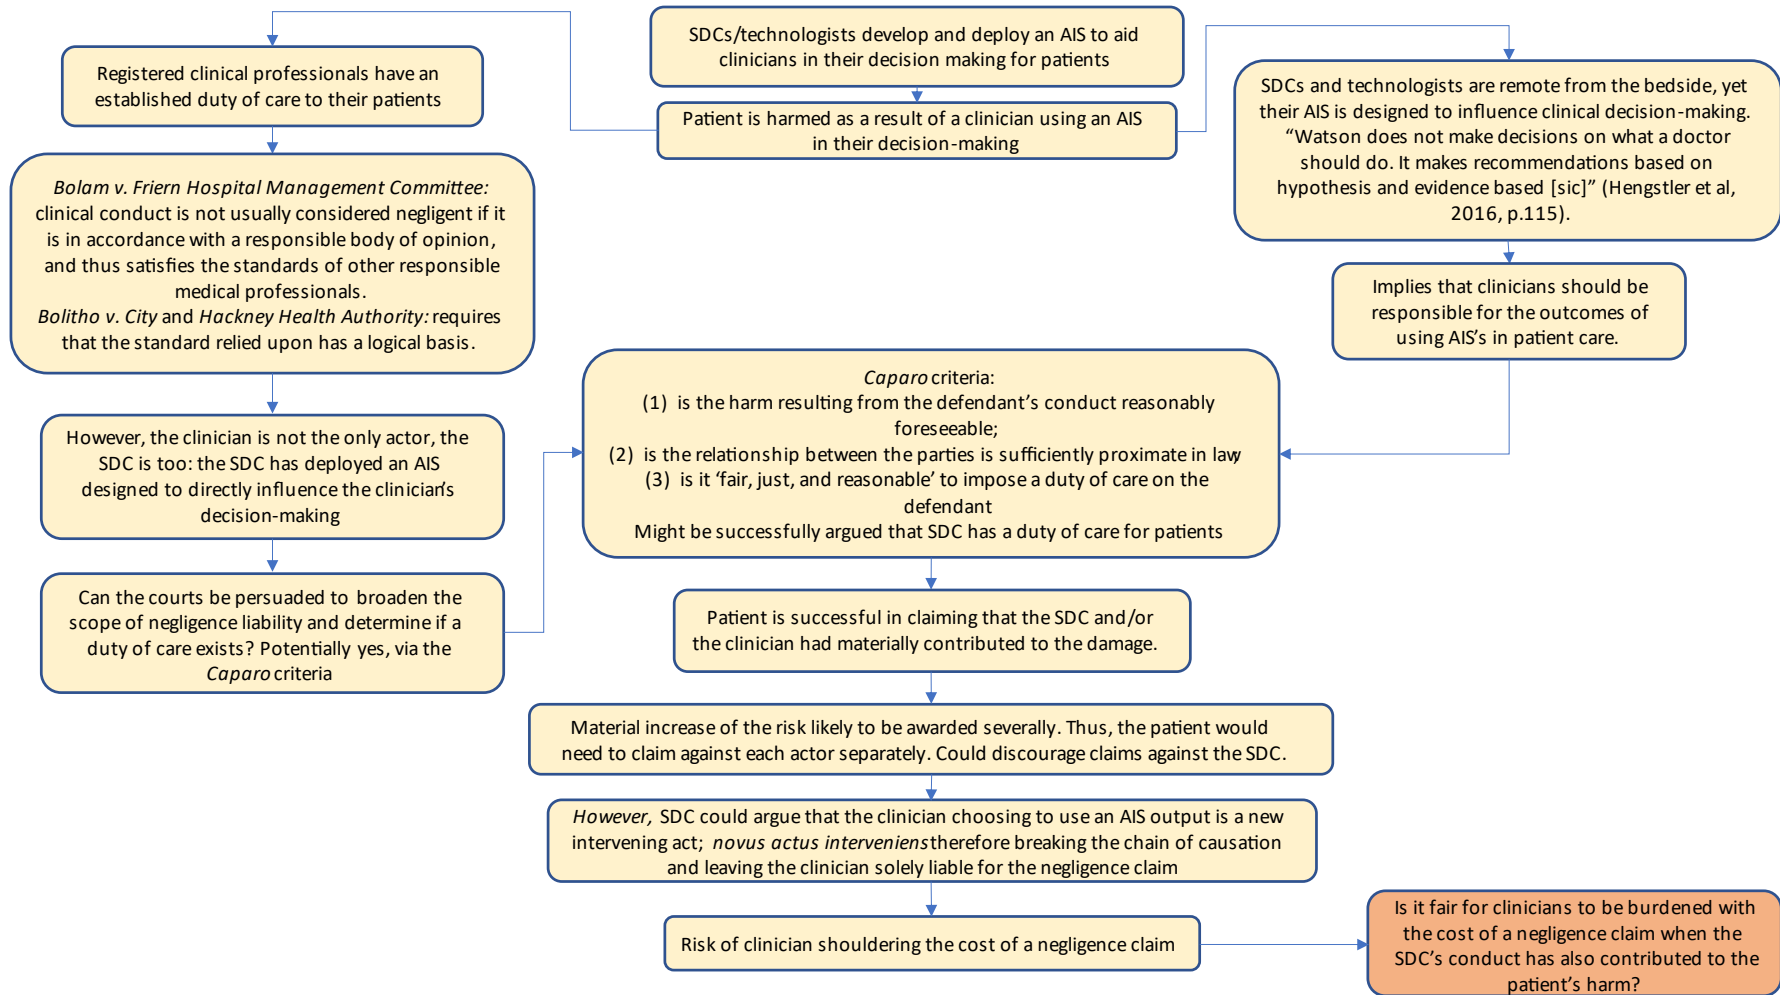 SDCs/technologists develop and deploy an AIS to aid
clinicians in their decision making for patients
Patient is harmed as a result of a clinician using an AIS
in their decision-making
Registered clinical professionals have an
established duty of care to their patients
Bolam v. Friern Hospital Management Committee:
clinical conduct is not usually considered negligent if it
is in accordance with a responsible body of opinion,
and thus satisfies the standards of other responsible
medical professionals.
Bolitho v. City and Hackney Health Authority: requires
that the standard relied upon has a logical basis.
However, the clinician is not the only actor, the
SDC is too: the SDC has deployed an AIS
designed to directly influence the clinician's
decision-making
Can the courts be persuaded to broaden the
scope of negligence liability and determine if a
duty of care exists? Potentially yes, via the
Caparo criteria
SDCs and technologists are remote from the bedside, yet
their AIS is designed to influence clinical decision-making.
“Watson does not make decisions on what a doctor
should do. It makes recommendations based on
hypothesis and evidence based [sic]” (Hengstler et al,
2016, p.115).
Implies that clinicians should be
responsible for the outcomes of
using AIS’s in patient care.
Caparo criteria:
(1) is the harm resulting from the defendant’s conduct reasonably
foreseeable;
(2) is the relationship between the parties is sufficiently proximate in law;
(3) is it ‘fair, just, and reasonable’ to impose a duty of care on the
defendant
Might be successfully argued that SDC has a duty of care for patients
Patient is successful in claiming that the SDC and/or
the clinician had materially contributed to the damage.
Material increase of the risk likely to be awarded severally. Thus, the patient would
need to claim against each actor separately. Could discourage claims against the SDC.
However, SDC could argue that the clinician choosing to use an AIS output is a new
intervening act; novus actus interveniens therefore breaking the chain of causation
and leaving the clinician solely liable for the negligence claim
Risk of clinician shouldering the cost of a negligence claim
Is it fair for clinicians to be burdened with
the cost of a negligence claim when the
SDC’s conduct has also contributed to the
patient’s harm?